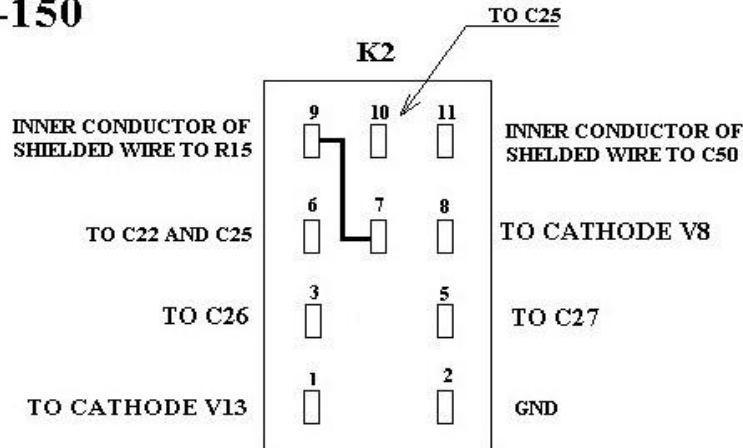 -150
TO C25
K2
9 10 11
INNER CONDUCTOR OF
SHIELDED WIRE TO R15
INNER CONDUCTOR OF
SHELDED WIRE TO C50
6 7 8
TO C22 AND C25
TO CATHODE V8
3 5
TO C26
TO C27
1 2
TO CATHODE V13
GND